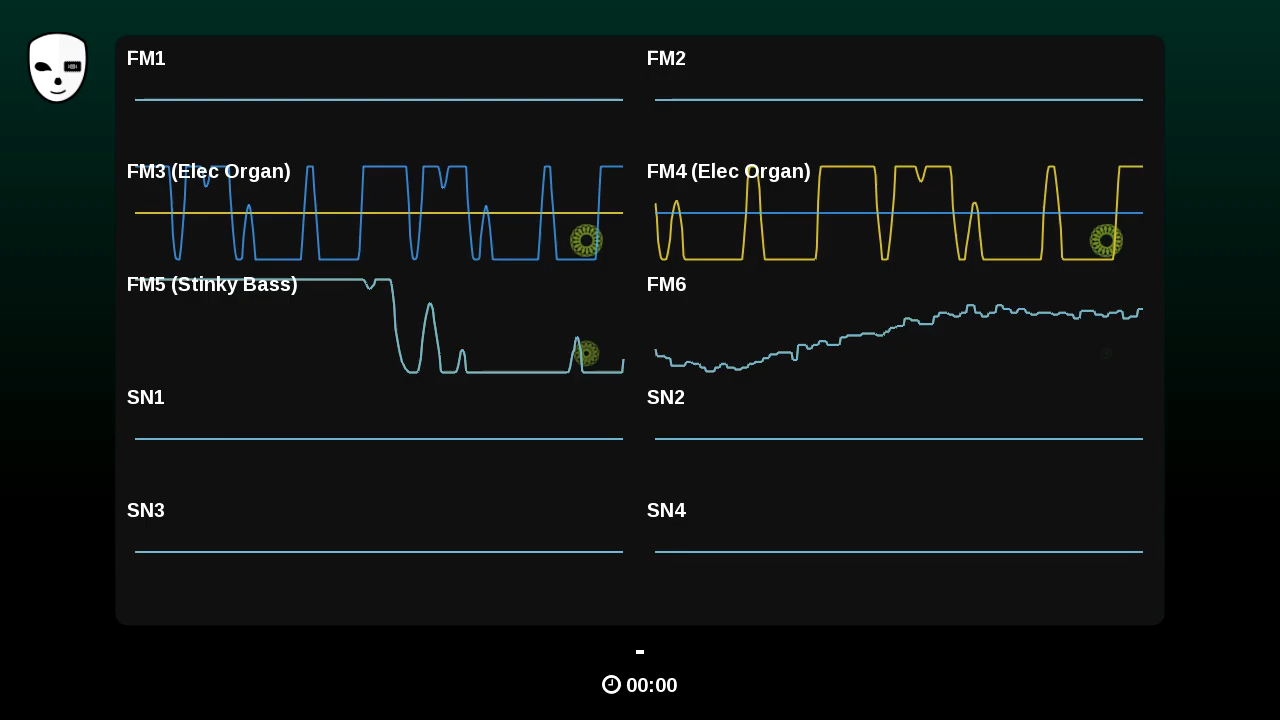 FM1
FM2
FM3 (Elec Organ)
FM4 (Elec Organ)
FM5 (Stinky Bass)
FM6
SN1
SN2
SN3
SN4
-
00:00